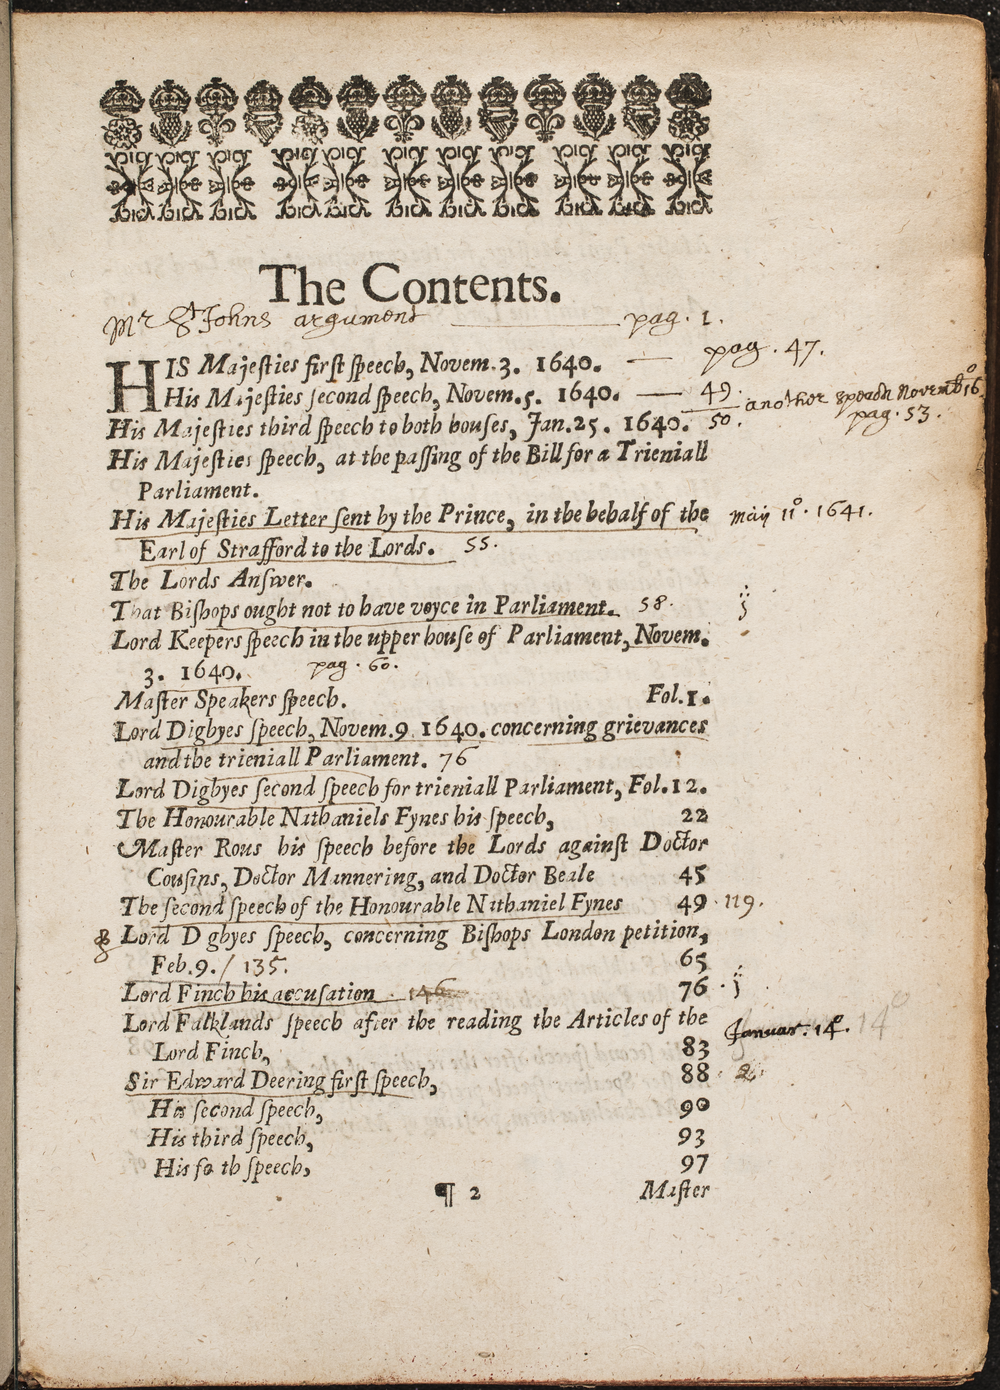 The Contents.
Mr St Johns argument pag. 1.
HIS Majeſties firſt ſpeech, Novem. 3. 1640. — pag. 47.
His Majeſties ſecond ſpeech, Novem. 5. 1640. — 49. another speach Novemb 16.
His Majeſties third ſpeech to both houſes, Jan. 25. 1640. 50. pag. 53.
His Majeſties ſpeech, at the paſſing of the Bill for a Trieniall
Parliament.
His Majeſties Letter ſent by the Prince, in the behalf of the may 11o. 1641.
Earl of Strafford to the Lords. 55.
The Lords Anſwer.
That Biſhops ought not to have voyce in Parliament. 58.
Lord Keepers ſpeech in the upper houſe of Parliament, Novem.
3. 1640. pag. 60.
Maſter Speakers ſpeech. Fol. 1.
Lord Digbyes ſpeech, Novem. 9 1640. concerning grievances
and the trieniall Parliament. 76
Lord Digbyes ſecond ſpeech for trieniall Parliament, Fol. 12.
The Honourable Nathaniels Fynes his ſpeech, 22
Maſter Rous his ſpeech before the Lords againſt Doctor
Couſins, Doctor Mannering, and Doctor Beale 45
The ſecond ſpeech of the Honourable Nathaniel Fynes 49 . 119.
Lord D gbyes ſpeech, concerning Biſhops London petition,
Feb. 9. / 135. 65
Lord Finch his accuſation . 146 76 .
Lord Falklands ſpeech after the reading the Articles of the Januar. 14o.
Lord Finch, 83
Sir Edward Deering firſt ſpeech, 88 . 2.
His ſecond ſpeech, 90
His third ſpeech, 93
His fo th ſpeech, 97
¶ 2 Maſter